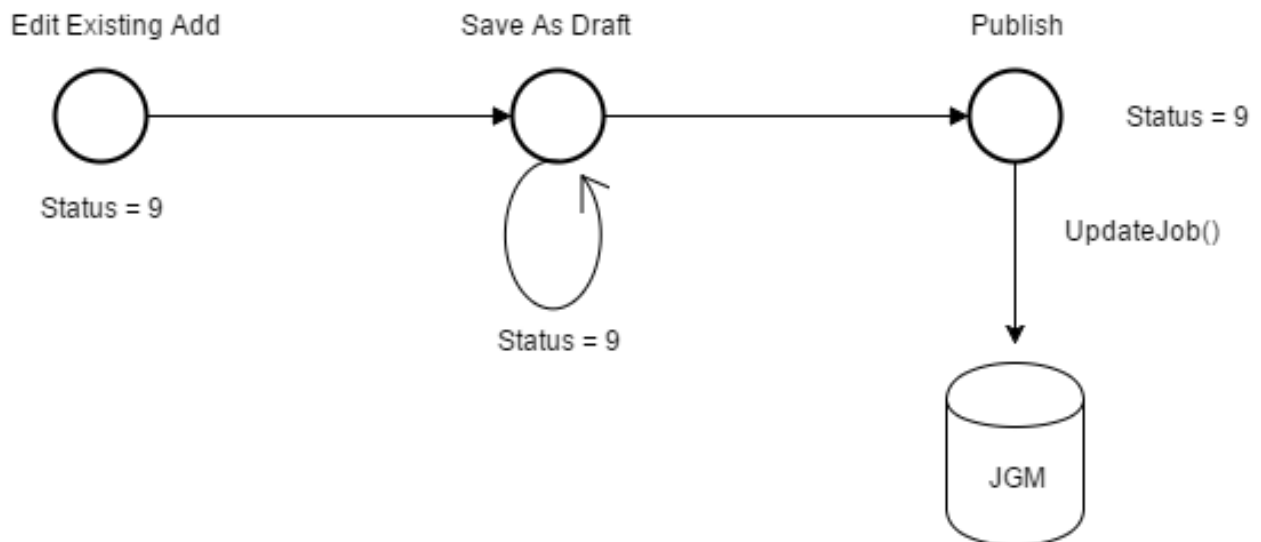 Edit Existing Add
Save As Draft
Publish
Status = 9
Status = 9
UpdateJob()
Status = 9
JGM